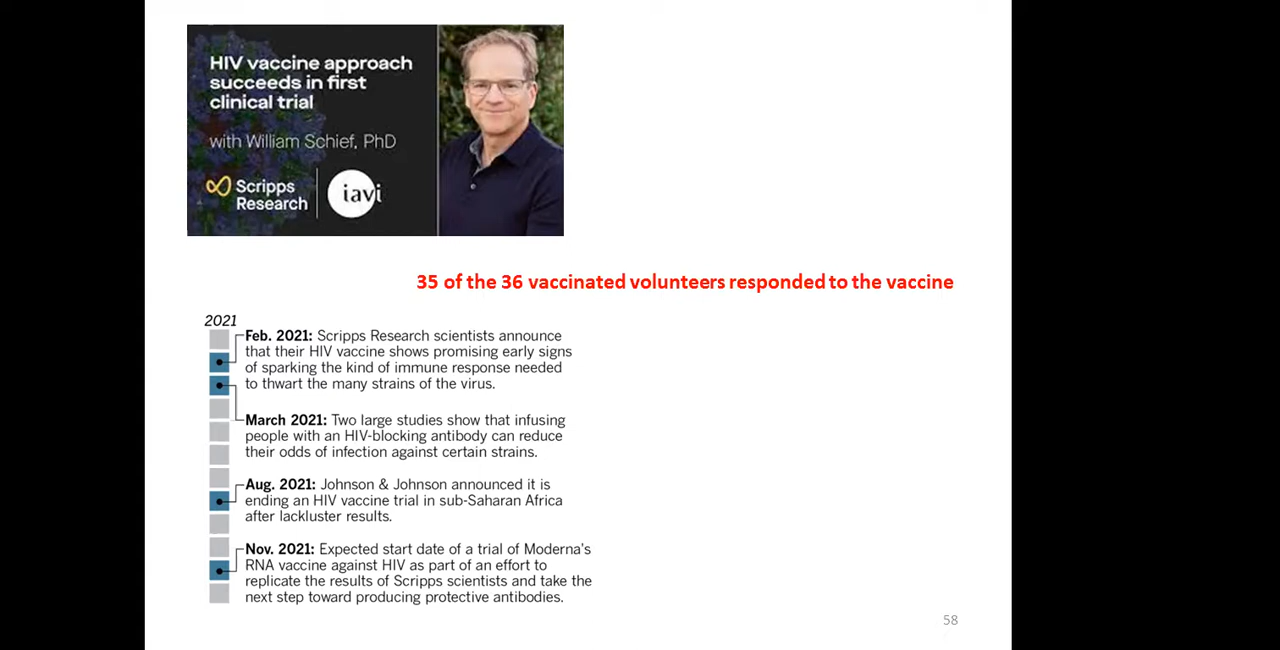 HIV vaccine approach
succeeds in first
clinical trial
with William Schief, PhD
Scripps
Research
iavi
35 of the 36 vaccinated volunteers responded to the vaccine
2021
Feb. 2021: Scripps Research scientists announce
that their HIV vaccine shows promising early signs
of sparking the kind of immune response needed
to thwart the many strains of the virus.
March 2021: Two large studies show that infusing
people with an HIV-blocking antibody can reduce
their odds of infection against certain strains.
Aug. 2021: Johnson & Johnson announced it is
ending an HIV vaccine trial in sub-Saharan Africa
after lackluster results.
Nov. 2021: Expected start date of a trial of Moderna's
RNA vaccine against HIV as part of an effort to
replicate the results of Scripps scientists and take the
next step toward producing protective antibodies.
58